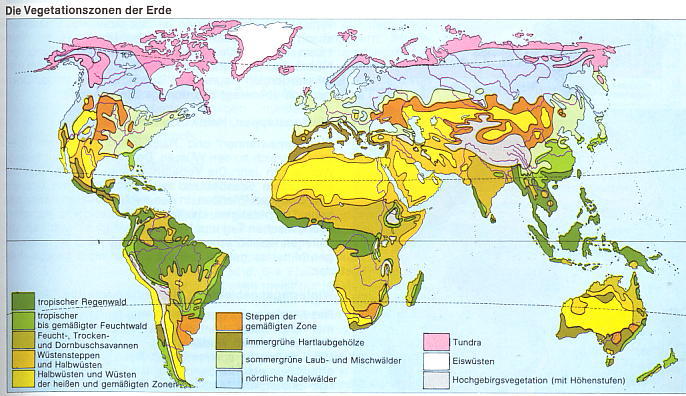 Die Vegetationszonen der Erde
tropischer Regenwald
tropischer
bis gemäßigter Feuchtwald
Feucht-, Trocken-
und Dornbuschsavannen
Wüstensteppen
und Halbwüsten
Halbwüsten und Wüsten
der heißen und gemäßigten Zonen
Steppen der
gemäßigten Zone
immergrüne Hartlaubgehölze
sommergrüne Laub- und Mischwälder
nördliche Nadelwälder
Tundra
Eiswüsten
Hochgebirgsvegetation (mit Höhenstufen)